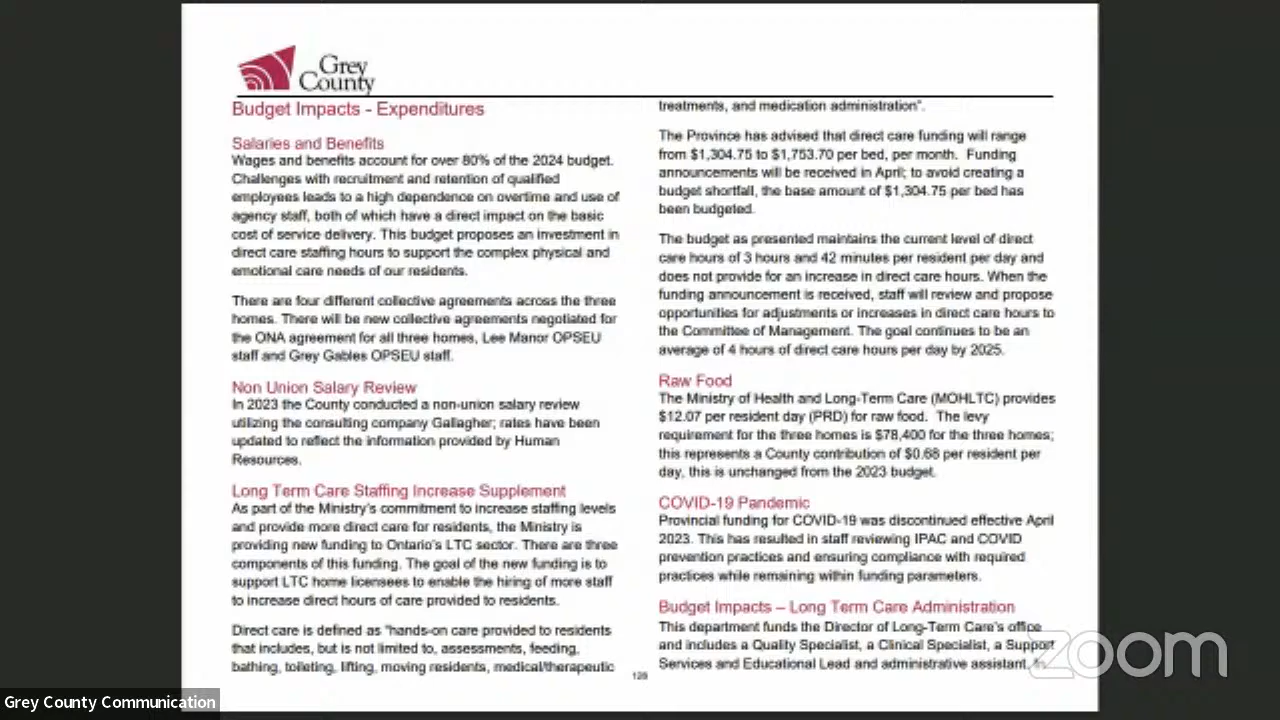 Grey
County
Budget Impacts - Expenditures
Salaries and Benefits
Wages and benefits account for over 80% of the 2024 budget.
Challenges with recruitment and retention of qualified
employees leads to a high dependence on overtime and use of
agency staff, both of which have a direct impact on the basic
cost of service delivery. This budget proposes an investment in
direct care staffing hours to support the complex physical and
emotional care needs of our residents.
There are four different collective agreements across the three
homes. There will be new collective agreements negotiated for
the ONA agreement for all three homes, Lee Manor OPSEU
staff and Grey Gables OPSEU staff.
Non Union Salary Review
In 2023 the County conducted a non-union salary review
utilizing the consulting company Gallagher; rates have been
updated to reflect the information provided by Human
Resources.
Long Term Care Staffing Increase Supplement
As part of the Ministry's commitment to increase staffing levels
and provide more direct care for residents, the Ministry is
providing new funding to Ontario's LTC sector. There are three
components of this funding. The goal of the new funding is to
support LTC home licensees to enable the hiring of more staff
to increase direct hours of care provided to residents.
Direct care is defined as "hands-on care provided to residents
that includes, but is not limited to, assessments, feeding,
bathing, toileting, lifting, moving residents, medical/therapeutic
treatments, and medication administration".
The Province has advised that direct care funding will range
from $1,304.75 to $1,753.70 per bed, per month. Funding
announcements will be received in April; to avoid creating a
budget shortfall, the base amount of $1,304.75 per bed has
been budgeted.
The budget as presented maintains the current level of direct
care hours of 3 hours and 42 minutes per resident per day and
does not provide for an increase in direct care hours. When the
funding announcement is received, staff will review and propose
opportunities for adjustments or increases in direct care hours to
the Committee of Management. The goal continues to be an
average of 4 hours of direct care hours per day by 2025.
Raw Food
The Ministry of Health and Long-Term Care (MOHLTC) provides
$12.07 per resident day (PRD) for raw food. The levy
requirement for the three homes is $78,400 for the three homes;
this represents a County contribution of $0.68 per resident per
day, this is unchanged from the 2023 budget.
COVID-19 Pandemic
Provincial funding for COVID-19 was discontinued effective April
2023. This has resulted in staff reviewing IPAC and COVID
prevention practices and ensuring compliance with required
practices while remaining within funding parameters.
Budget Impacts – Long Term Care Administration
This department funds the Director of Long-Term Care's office
and includes a Quality Specialist, a Clinical Specialist, a Support
Services and Educational Lead and administrative assistant,
zoom
Grey County Communication